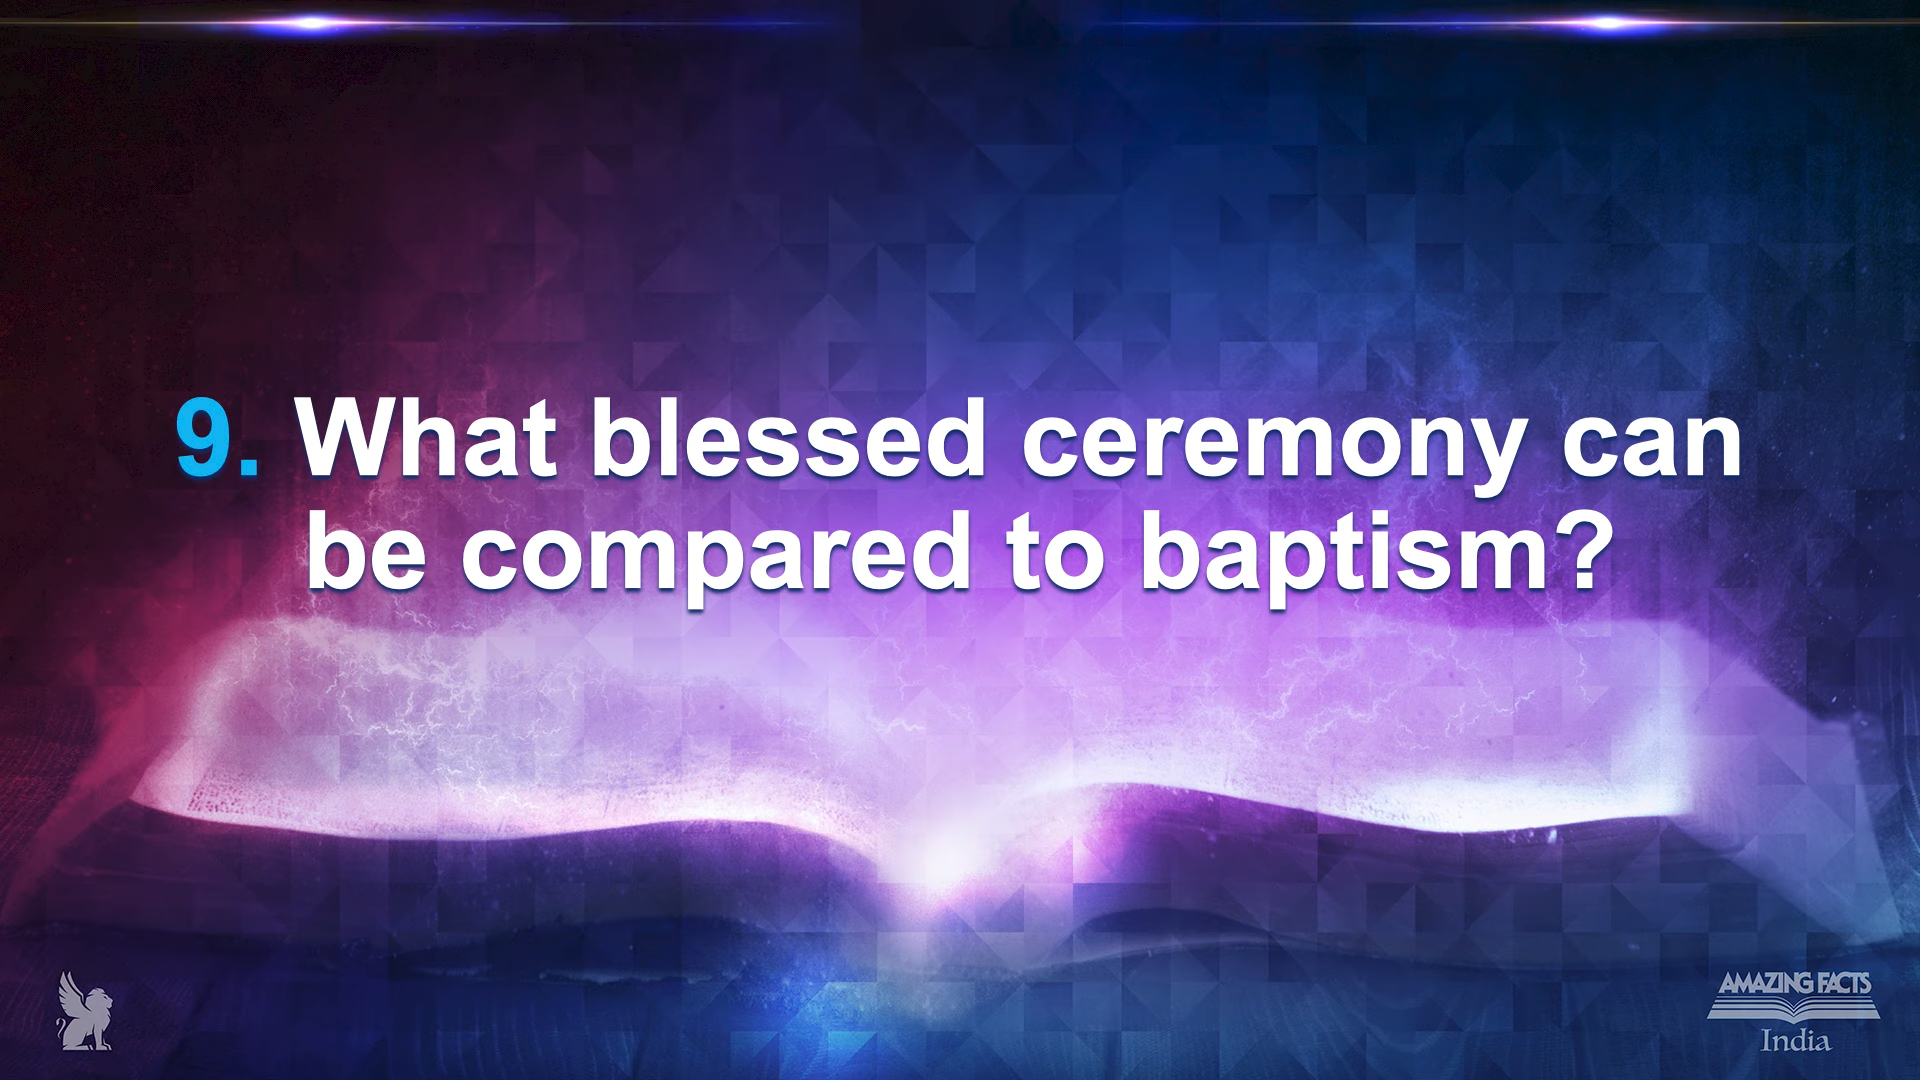 9. What blessed ceremony can
be compared to baptism?
AMAZING FACTS
India